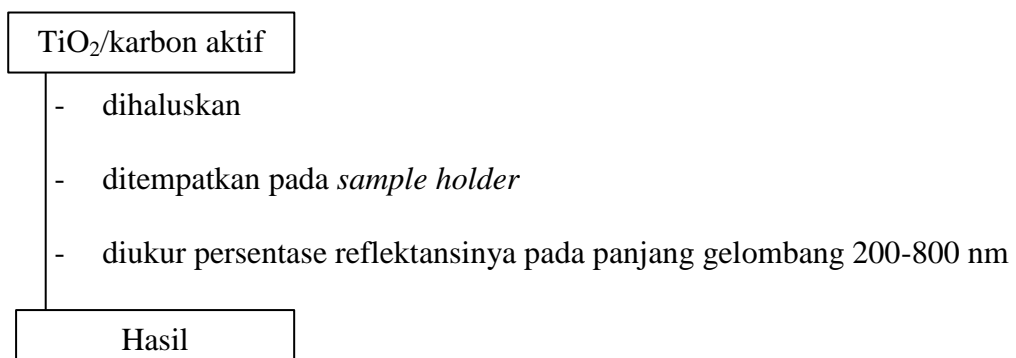 TiO₂/karbon aktif
- dihaluskan
- ditempatkan pada sample holder
- diukur persentase reflektansinya pada panjang gelombang 200-800 nm
Hasil